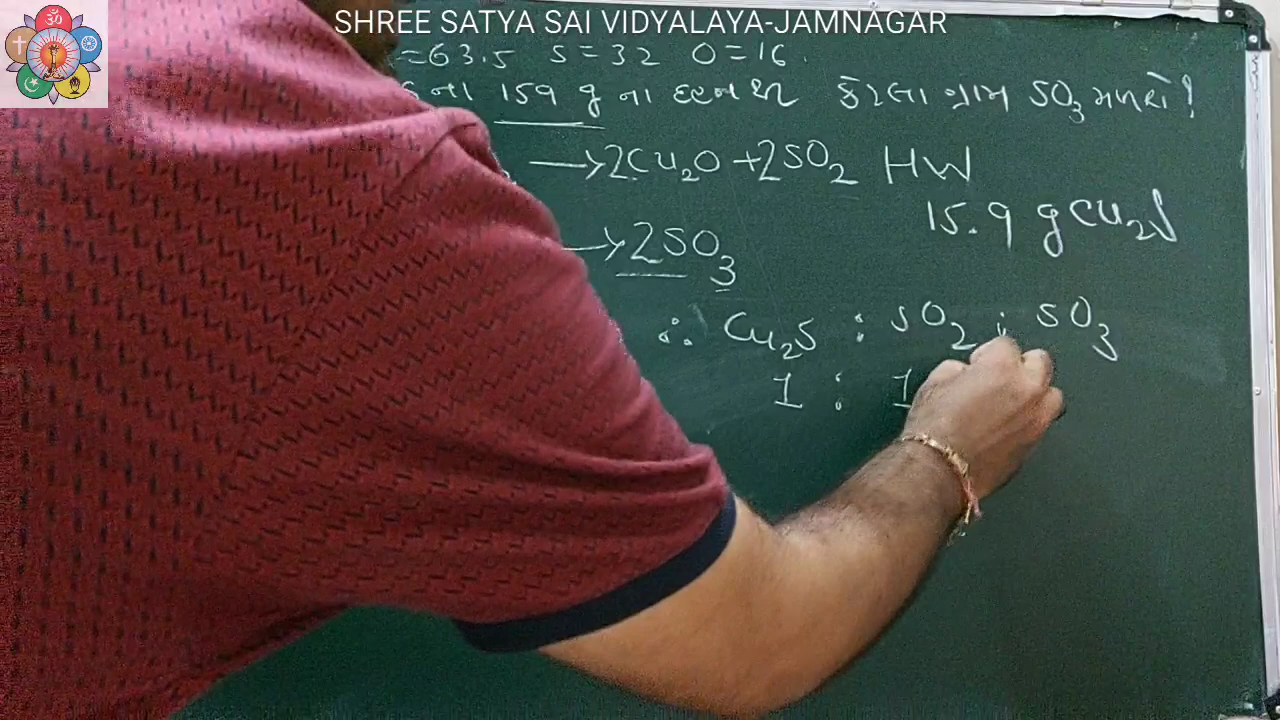 SHREE SATYA SAI VIDYALAYA-JAMNAGAR
=63.5 S=32 O=16.
ના 159 g ના દહનથી કેટલા ગ્રામ SO₃ મળશે!
→ 2Cu₂O + 2SO₂ HW
15.9 g Cu₂S
→ 2SO₃
∴ Cu₂S : SO₂ : SO₃
1 : 1